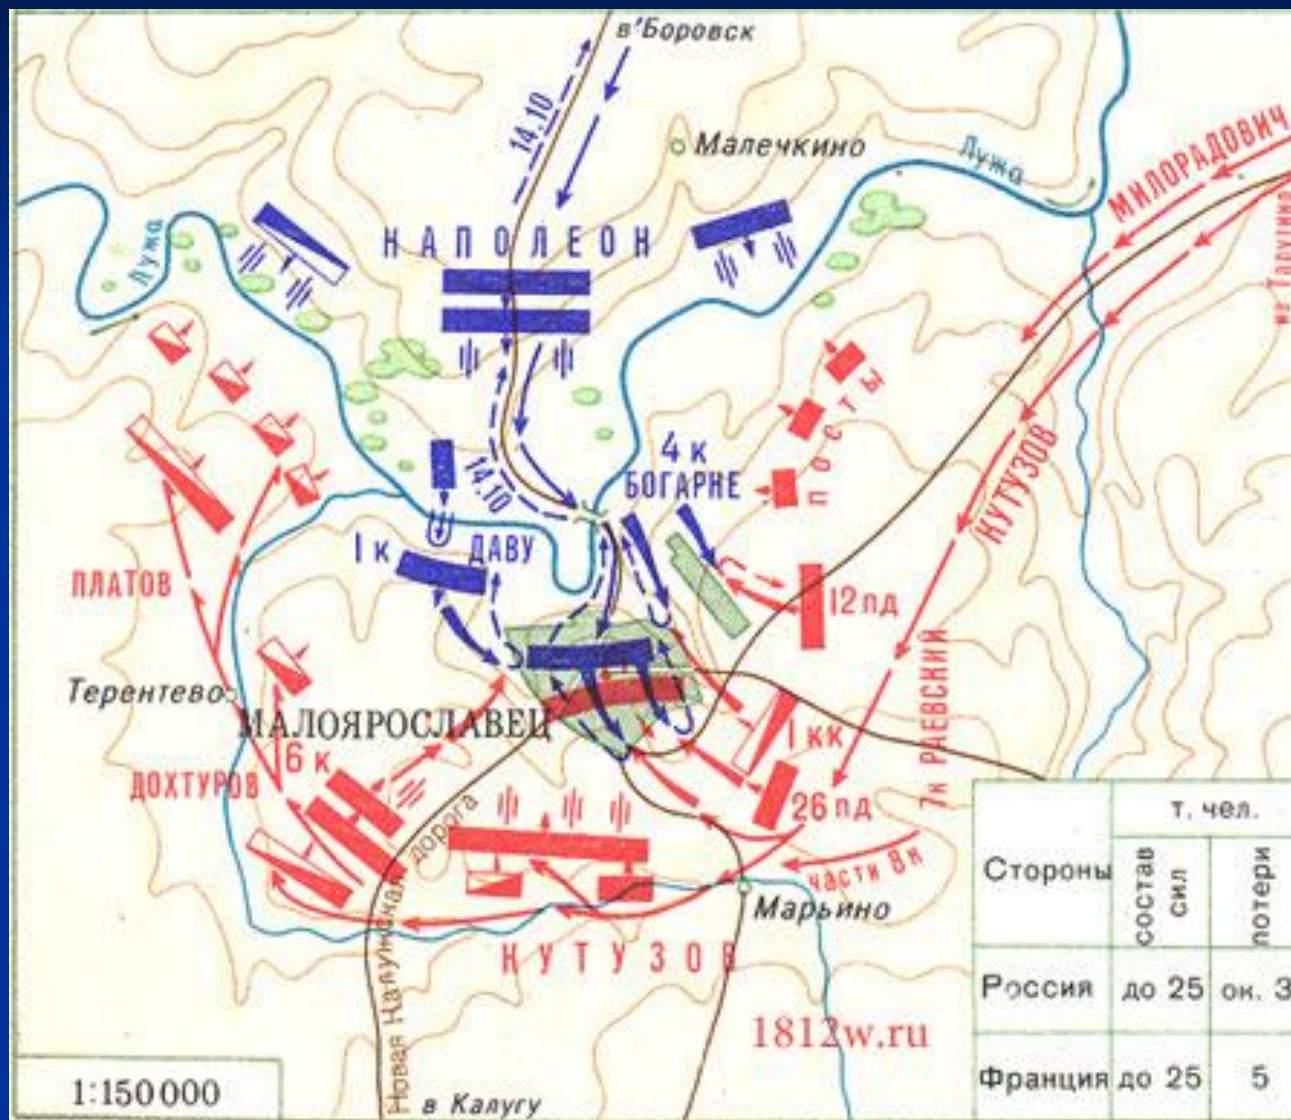 в Боровск
14.10
Малечкино
Лужа
МИЛОРАДОВИЧ
Лужа
НАПОЛЕОН
из Тарутино
посты
4 к
БОГАРНЕ
КУТУЗОВ
14.10
1 к
ДАВУ
ПЛАТОВ
12 пд
Терентево
МАЛОЯРОСЛАВЕЦ
7к РАЕВСКИЙ
1 кк
ДОХТУРОВ
6 к
26 пд
части 8к
Новая Калужская дорога
Марьино
КУТУЗОВ
1812w.ru
в Калугу
1:150000
Стороны
т. чел.
состав сил
потери
Россия до 25 ок. 3
Франция до 25 5